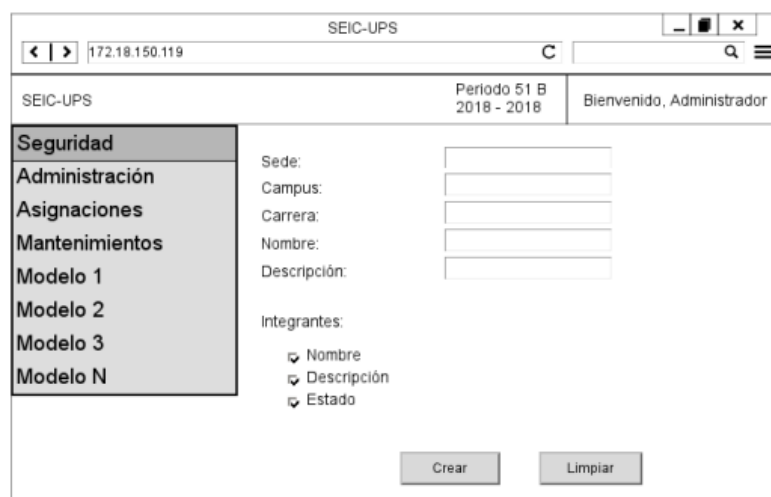 SEIC-UPS
172.18.150.119
SEIC-UPS
Periodo 51 B
2018 - 2018
Bienvenido, Administrador
Seguridad
Administración
Asignaciones
Mantenimientos
Modelo 1
Modelo 2
Modelo 3
Modelo N
Sede:
Campus:
Carrera:
Nombre:
Descripción:
Integrantes:
Nombre
Descripción
Estado
Crear
Limpiar